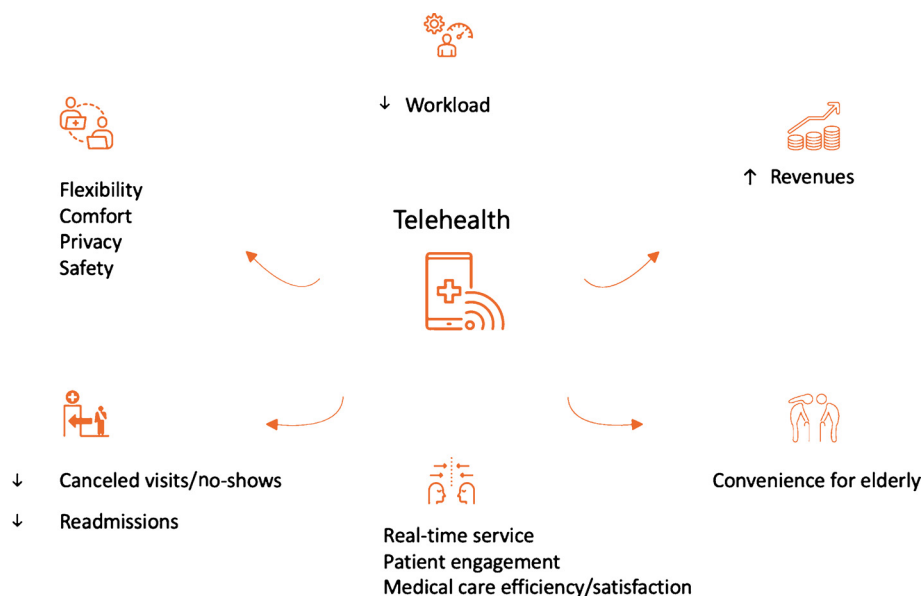 ↓ Workload
Flexibility
Comfort
Privacy
Safety
↑ Revenues
Telehealth
↓ Canceled visits/no-shows
↓ Readmissions
Real-time service
Patient engagement
Medical care efficiency/satisfaction
Convenience for elderly